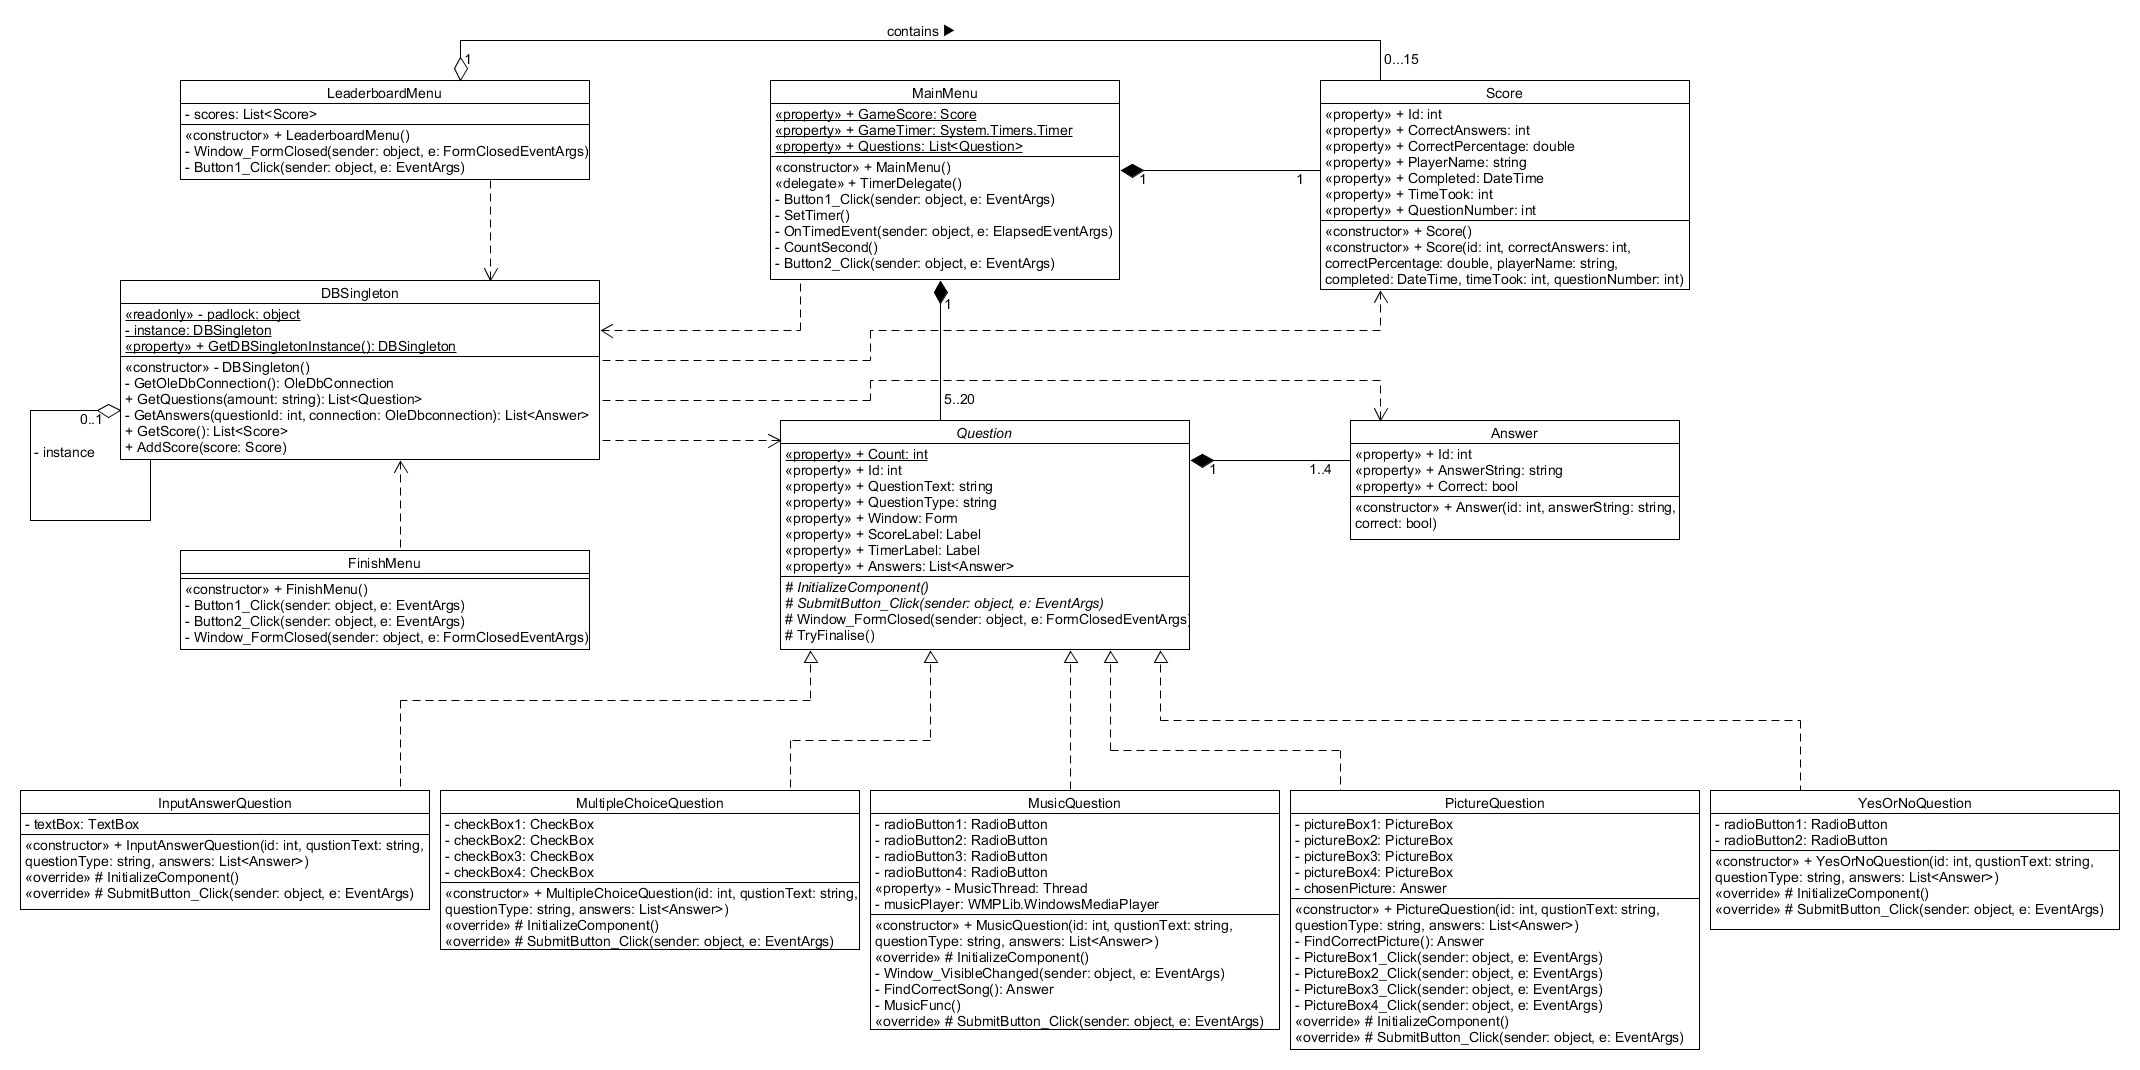 contains ▶
1
0...15
LeaderboardMenu
- scores: List<Score>
«constructor» + LeaderboardMenu()
- Window_FormClosed(sender: object, e: FormClosedEventArgs)
- Button1_Click(sender: object, e: EventArgs)
MainMenu
«property» + GameScore: Score
«property» + GameTimer: System.Timers.Timer
«property» + Questions: List<Question>
«constructor» + MainMenu()
«delegate» + TimerDelegate()
- Button1_Click(sender: object, e: EventArgs)
- SetTimer()
- OnTimedEvent(sender: object, e: ElapsedEventArgs)
- CountSecond()
- Button2_Click(sender: object, e: EventArgs)
1
1
Score
«property» + Id: int
«property» + CorrectAnswers: int
«property» + CorrectPercentage: double
«property» + PlayerName: string
«property» + Completed: DateTime
«property» + TimeTook: int
«property» + QuestionNumber: int
«constructor» + Score()
«constructor» + Score(id: int, correctAnswers: int,
correctPercentage: double, playerName: string,
completed: DateTime, timeTook: int, questionNumber: int)
DBSingleton
«readonly» - padlock: object
- instance: DBSingleton
«property» + GetDBSingletonInstance(): DBSingleton
«constructor» - DBSingleton()
- GetOleDbConnection(): OleDbConnection
+ GetQuestions(amount: string): List<Question>
- GetAnswers(questionId: int, connection: OleDbconnection): List<Answer>
+ GetScore(): List<Score>
+ AddScore(score: Score)
0..1
- instance
1
5..20
Question
«property» + Count: int
«property» + Id: int
«property» + QuestionText: string
«property» + QuestionType: string
«property» + Window: Form
«property» + ScoreLabel: Label
«property» + TimerLabel: Label
«property» + Answers: List<Answer>
# InitializeComponent()
# SubmitButton_Click(sender: object, e: EventArgs)
# Window_FormClosed(sender: object, e: FormClosedEventArgs)
# TryFinalise()
1
1..4
Answer
«property» + Id: int
«property» + AnswerString: string
«property» + Correct: bool
«constructor» + Answer(id: int, answerString: string,
correct: bool)
FinishMenu
«constructor» + FinishMenu()
- Button1_Click(sender: object, e: EventArgs)
- Button2_Click(sender: object, e: EventArgs)
- Window_FormClosed(sender: object, e: FormClosedEventArgs)
InputAnswerQuestion
- textBox: TextBox
«constructor» + InputAnswerQuestion(id: int, qustionText: string,
questionType: string, answers: List<Answer>)
«override» # InitializeComponent()
«override» # SubmitButton_Click(sender: object, e: EventArgs)
MultipleChoiceQuestion
- checkBox1: CheckBox
- checkBox2: CheckBox
- checkBox3: CheckBox
- checkBox4: CheckBox
«constructor» + MultipleChoiceQuestion(id: int, qustionText: string,
questionType: string, answers: List<Answer>)
«override» # InitializeComponent()
«override» # SubmitButton_Click(sender: object, e: EventArgs)
MusicQuestion
- radioButton1: RadioButton
- radioButton2: RadioButton
- radioButton3: RadioButton
- radioButton4: RadioButton
«property» - MusicThread: Thread
- musicPlayer: WMPLib.WindowsMediaPlayer
«constructor» + MusicQuestion(id: int, qustionText: string,
questionType: string, answers: List<Answer>)
«override» # InitializeComponent()
- Window_VisibleChanged(sender: object, e: EventArgs)
- FindCorrectSong(): Answer
- MusicFunc()
«override» # SubmitButton_Click(sender: object, e: EventArgs)
PictureQuestion
- pictureBox1: PictureBox
- pictureBox2: PictureBox
- pictureBox3: PictureBox
- pictureBox4: PictureBox
- chosenPicture: Answer
«constructor» + PictureQuestion(id: int, qustionText: string,
questionType: string, answers: List<Answer>)
- FindCorrectPicture(): Answer
- PictureBox1_Click(sender: object, e: EventArgs)
- PictureBox2_Click(sender: object, e: EventArgs)
- PictureBox3_Click(sender: object, e: EventArgs)
- PictureBox4_Click(sender: object, e: EventArgs)
«override» # InitializeComponent()
«override» # SubmitButton_Click(sender: object, e: EventArgs)
YesOrNoQuestion
- radioButton1: RadioButton
- radioButton2: RadioButton
«constructor» + YesOrNoQuestion(id: int, qustionText: string,
questionType: string, answers: List<Answer>)
«override» # InitializeComponent()
«override» # SubmitButton_Click(sender: object, e: EventArgs)